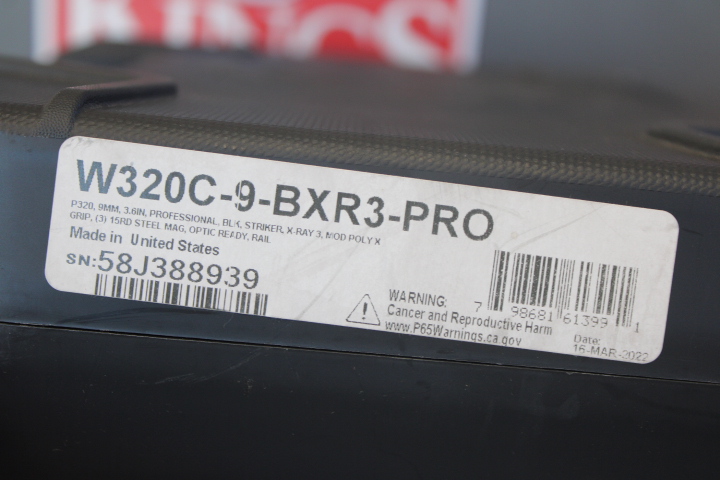 KINGS
W320C-9-BXR3-PRO
P320, 9MM, 3.6IN, PROFESSIONAL, BLK, STRIKER, X-RAY 3, MOD POLY X
GRIP, (3) 15RD STEEL MAG, OPTIC READY, RAIL
Made in United States
SN:58J388939
WARNING:
Cancer and Reproductive Harm
www.P65Warnings.ca.gov
7 98681 61399 1
Date:
16-MAR-2022